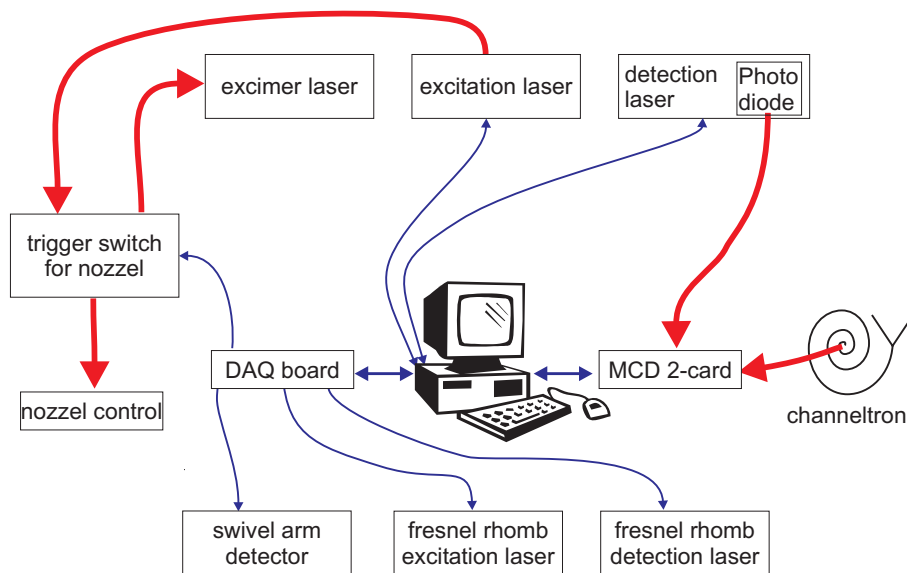 excimer laser
excitation laser
detection
laser
Photo
diode
trigger switch
for nozzel
DAQ board
MCD 2-card
nozzel control
channeltron
swivel arm
detector
fresnel rhomb
excitation laser
fresnel rhomb
detection laser